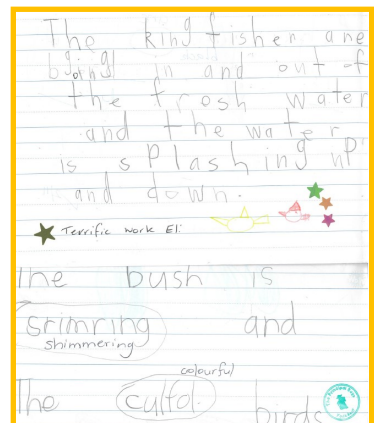 The kingfisher are
going in and out of
the frosh water
and the water
is splashing up
and down.
Terrific work Eli
The bush is
srimring and
shimmering
colourful
The culfol birds